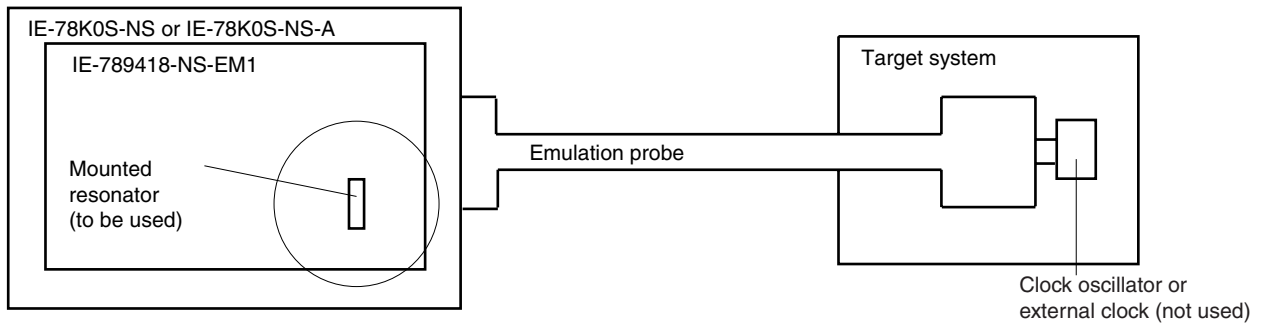 IE-78K0S-NS or IE-78K0S-NS-A
IE-789418-NS-EM1
Target system
Emulation probe
Mounted
resonator
(to be used)
Clock oscillator or
external clock (not used)